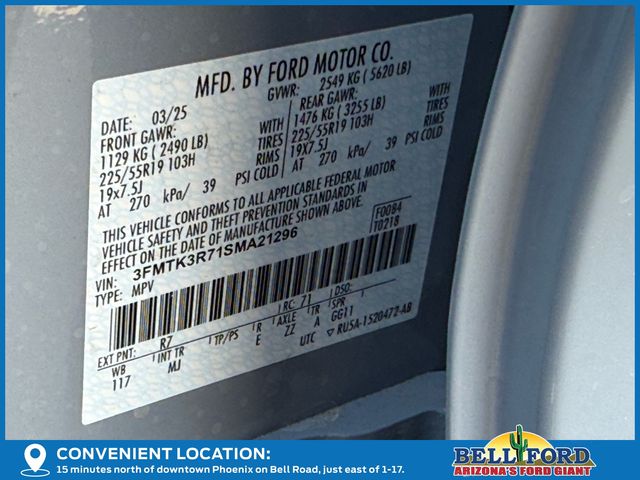 MFD. BY FORD MOTOR CO.
DATE: 03/25 GVWR: 2549 KG ( 5620 LB)
FRONT GAWR: REAR GAWR:
1129 KG ( 2490 LB) WITH 1476 KG ( 3255 LB) WITH
225/55R19 103H TIRES 225/55R19 103H TIRES
19x7.5J RIMS 19X7.5J RIMS
AT 270 kPa/ 39 PSI COLD AT 270 kPa/ 39 PSI COLD
THIS VEHICLE CONFORMS TO ALL APPLICABLE FEDERAL MOTOR
VEHICLE SAFETY AND THEFT PREVENTION STANDARDS IN
EFFECT ON THE DATE OF MANUFACTURE SHOWN ABOVE.
F0084
T0218
VIN: 3FMTK3R71SMA21296
TYPE: MPV
EXT PNT: R7 RC: 71 DSO:
WB INT TR TP/PS R AXLE TR SPR
117 MJ E ZZ A GG11
UTC ▽ RU5A-1520472-AB
CONVENIENT LOCATION:
15 minutes north of downtown Phoenix on Bell Road, just east of 1-17.
BELL FORD
ARIZONA'S FORD GIANT